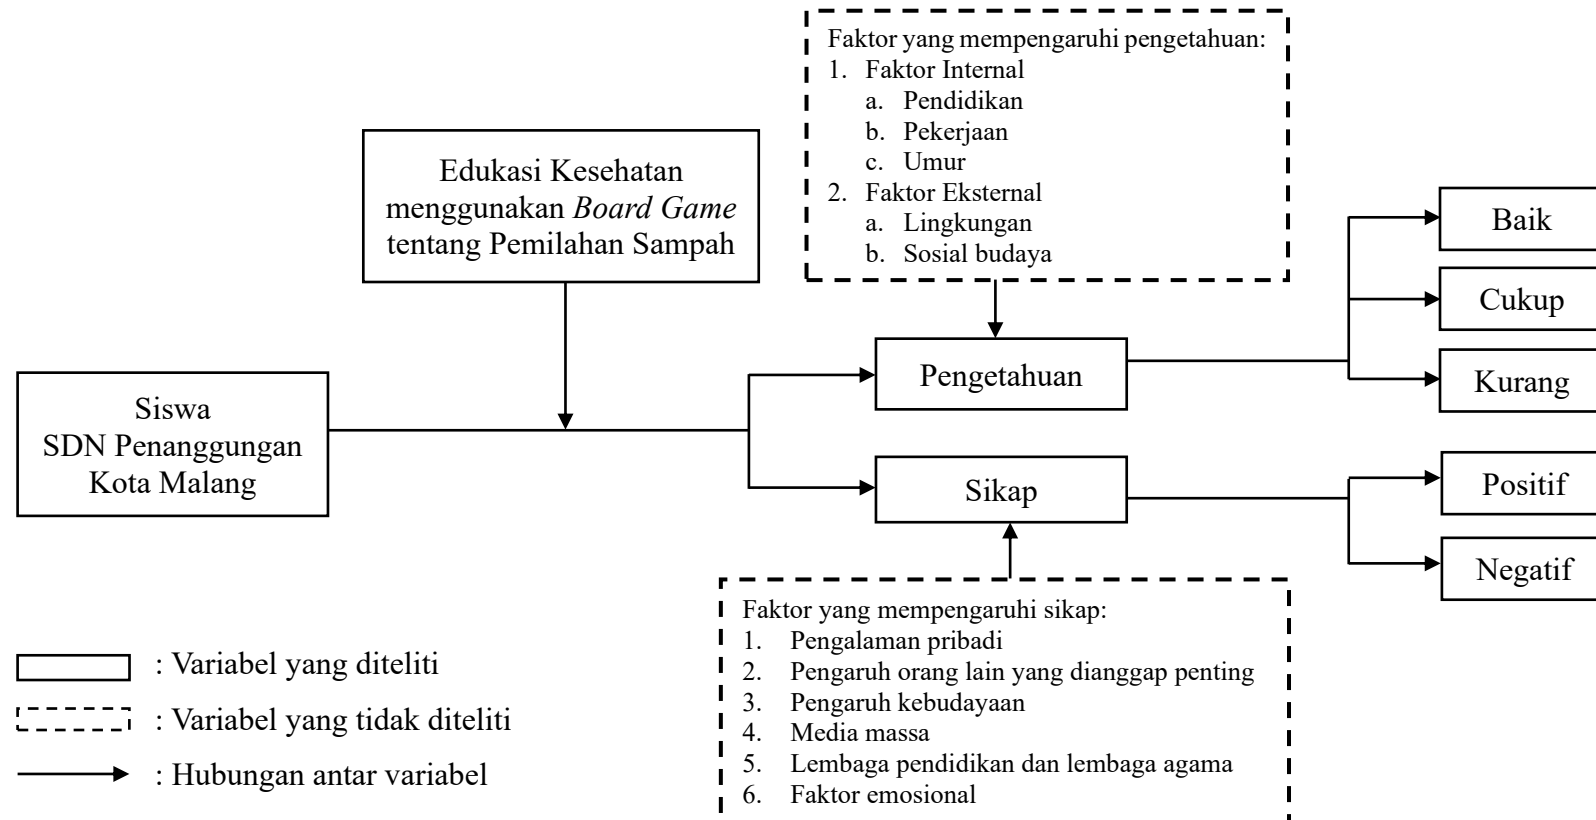 Faktor yang mempengaruhi pengetahuan:
1. Faktor Internal
a. Pendidikan
b. Pekerjaan
c. Umur
2. Faktor Eksternal
a. Lingkungan
b. Sosial budaya
Edukasi Kesehatan
menggunakan Board Game
tentang Pemilahan Sampah
Siswa
SDN Penanggungan
Kota Malang
Pengetahuan
Sikap
Baik
Cukup
Kurang
Positif
Negatif
Faktor yang mempengaruhi sikap:
1. Pengalaman pribadi
2. Pengaruh orang lain yang dianggap penting
3. Pengaruh kebudayaan
4. Media massa
5. Lembaga pendidikan dan lembaga agama
6. Faktor emosional
: Variabel yang diteliti
: Variabel yang tidak diteliti
: Hubungan antar variabel